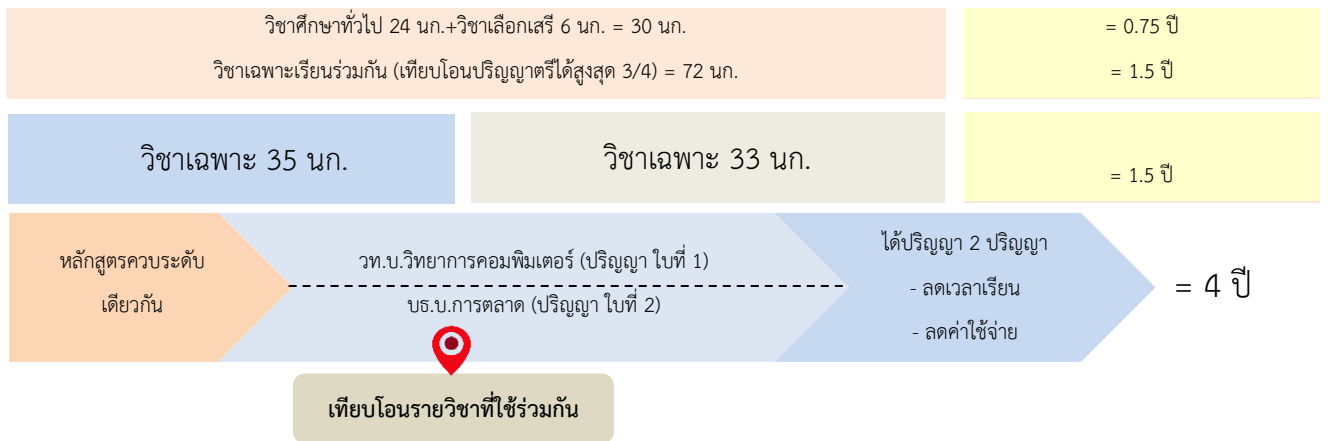 วิชาศึกษาทั่วไป 24 นก.+วิชาเลือกเสรี 6 นก. = 30 นก.
= 0.75 ปี
วิชาเฉพาะเรียนร่วมกัน (เทียบโอนปริญญาตรีได้สูงสุด 3/4) = 72 นก.
= 1.5 ปี
วิชาเฉพาะ 35 นก.
วิชาเฉพาะ 33 นก.
= 1.5 ปี
หลักสูตรควบระดับ
เดียวกัน
วท.บ.วิทยาการคอมพิมเตอร์ (ปริญญา ใบที่ 1)
บธ.บ.การตลาด (ปริญญา ใบที่ 2)
ได้ปริญญา 2 ปริญญา
- ลดเวลาเรียน
- ลดค่าใช้จ่าย
= 4 ปี
เทียบโอนรายวิชาที่ใช้ร่วมกัน